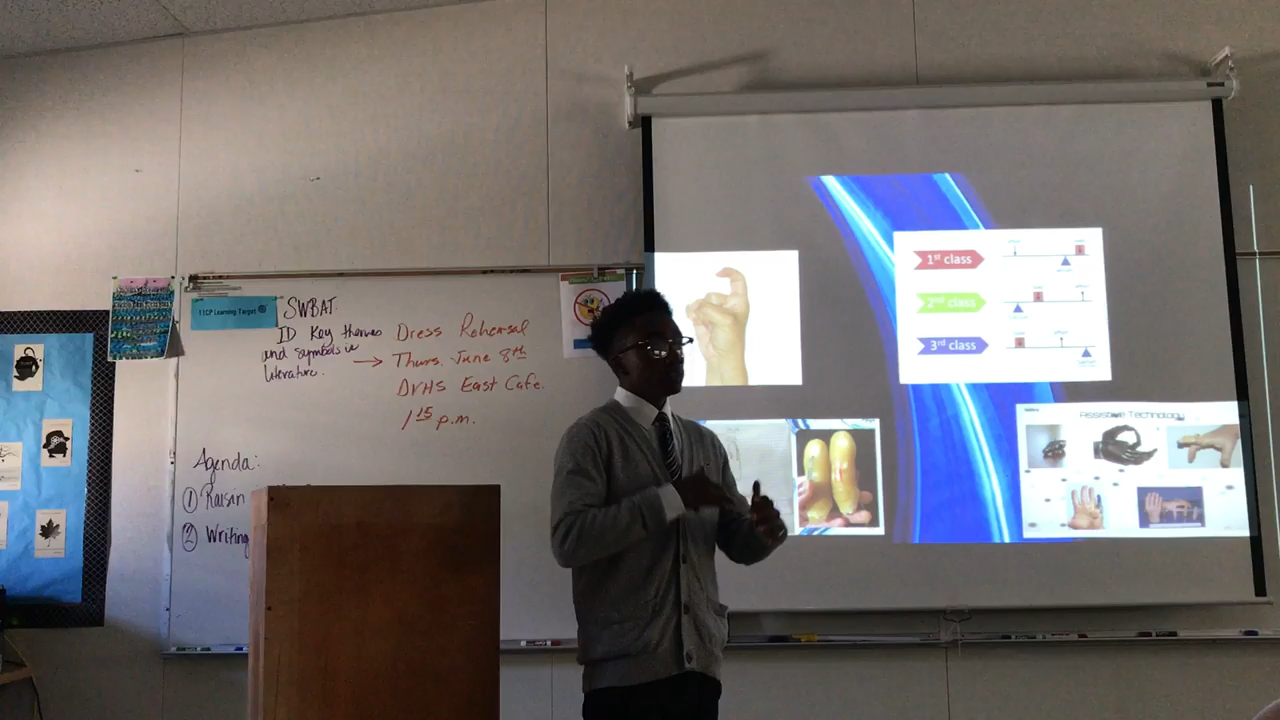 11CP Learning Target
SWBAT:
ID Key themes
and symbols in
literature.
→ Dress Rehersal
Thurs. June 8th
DVHS East Cafe.
1 15 p.m.
Agenda:
① Raisin
② Writing
1st class
2nd class
3rd class
Assistive Technology